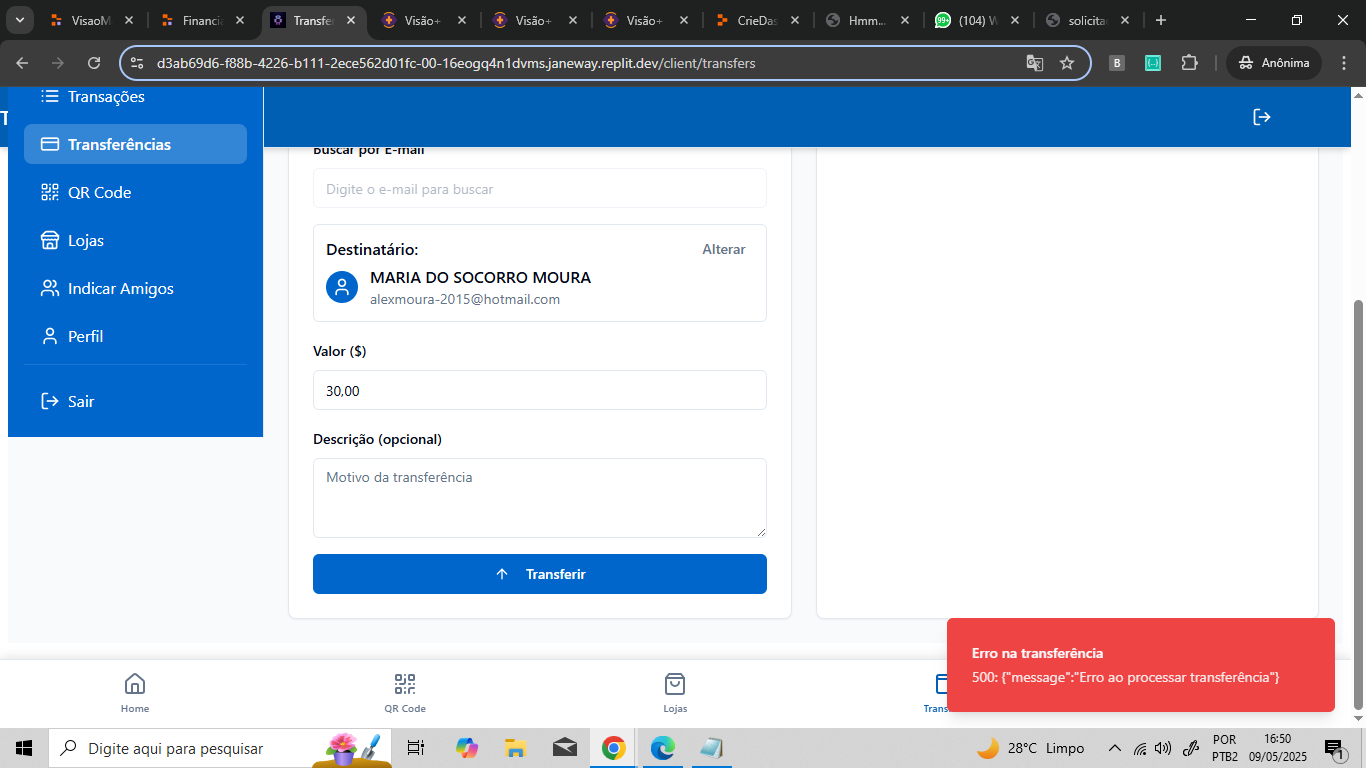 VisaoM
Financi
Transfer
Visão+
Visão+
Visão+
CrieDas
Hmm...
(104) W
solicita
d3ab69d6-f88b-4226-b111-2ece562d01fc-00-16eogq4n1dvms.janeway.replit.dev/client/transfers
Anônima
T
Transações
Transferências
QR Code
Lojas
Indicar Amigos
Perfil
Sair
Buscar por E-mail
Digite o e-mail para buscar
Destinatário:
Alterar
MARIA DO SOCORRO MOURA
alexmoura-2015@hotmail.com
Valor ($)
30,00
Descrição (opcional)
Motivo da transferência
Transferir
Erro na transferência
500: {"message":"Erro ao processar transferência"}
Home
QR Code
Lojas
Trans
Digite aqui para pesquisar
28°C Limpo
POR
PTB2
16:50
09/05/2025
1